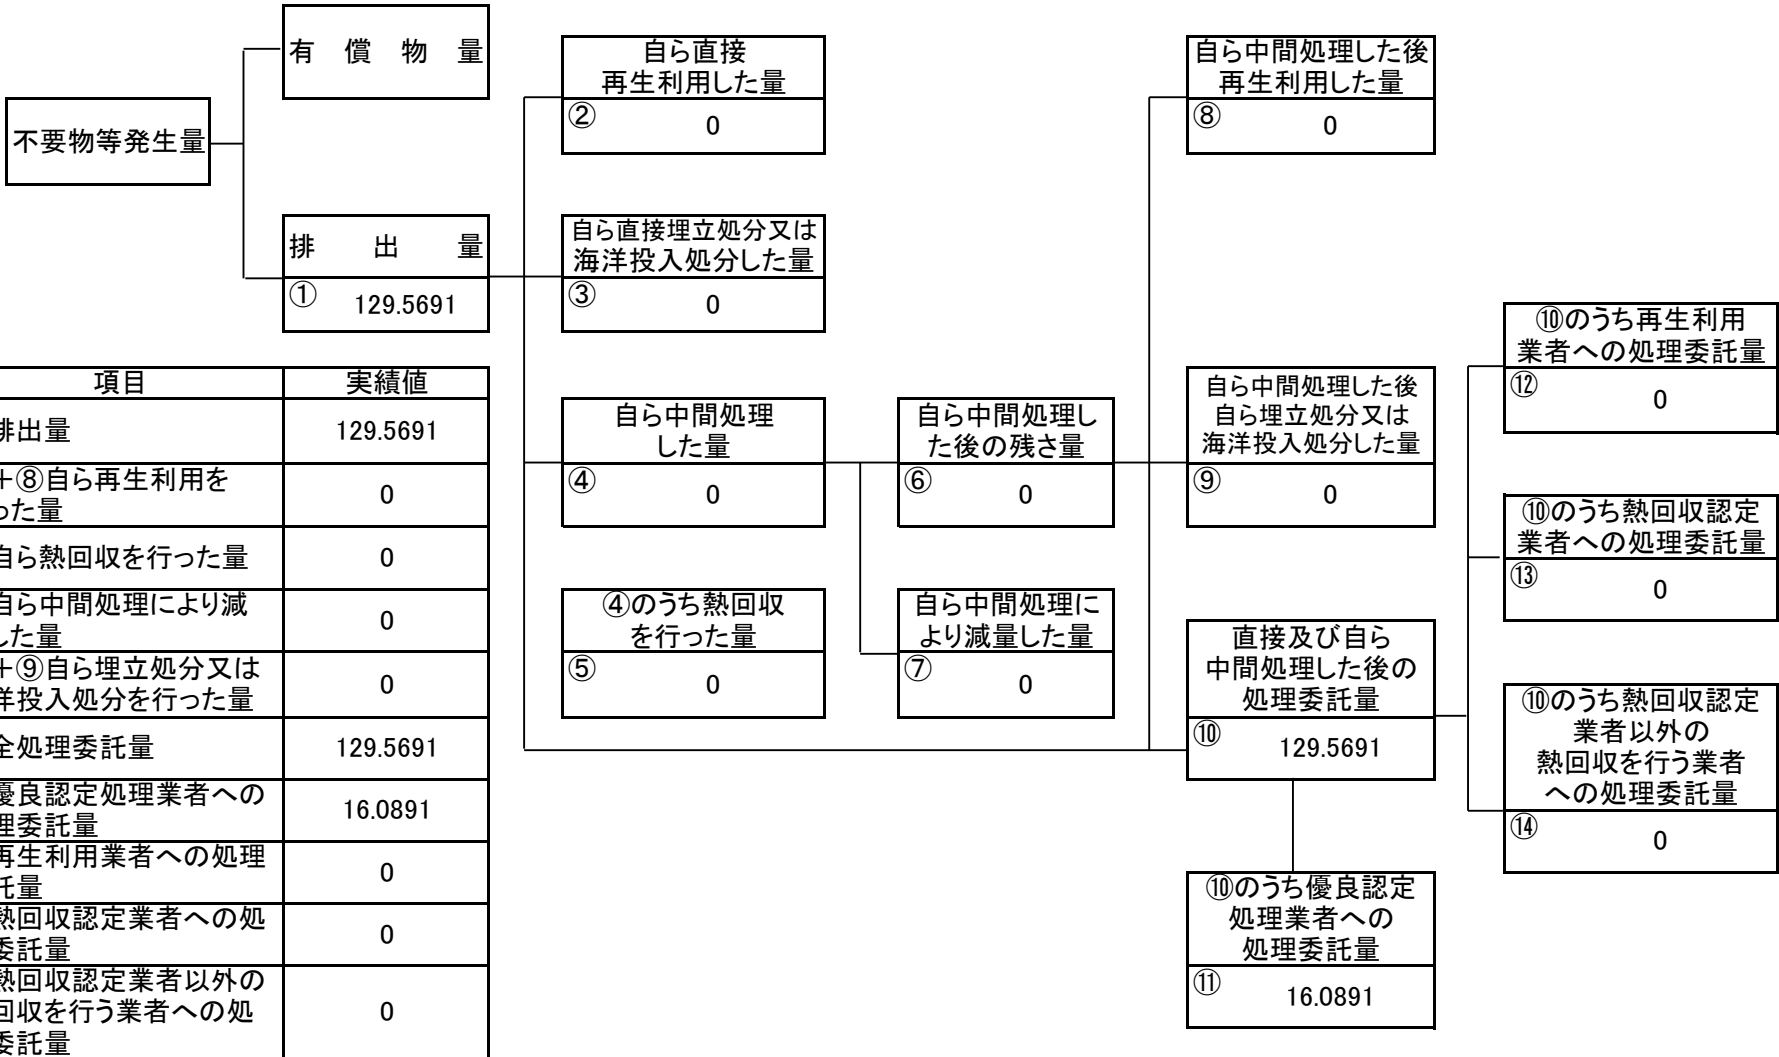 有 償 物 量
不要物等発生量
排 出 量
① 129.5691
自ら直接
再生利用した量
② 0
自ら直接埋立処分又は
海洋投入処分した量
③ 0
自ら中間処理
した量
④ 0
④のうち熱回収
を行った量
⑤ 0
自ら中間処理し
た後の残さ量
⑥ 0
自ら中間処理に
より減量した量
⑦ 0
自ら中間処理した後
再生利用した量
⑧ 0
自ら中間処理した後
自ら埋立処分又は
海洋投入処分した量
⑨ 0
直接及び自ら
中間処理した後の
処理委託量
⑩ 129.5691
⑩のうち優良認定
処理業者への
処理委託量
⑪ 16.0891
⑩のうち再生利用
業者への処理委託量
⑫ 0
⑩のうち熱回収認定
業者への処理委託量
⑬ 0
⑩のうち熱回収認定
業者以外の
熱回収を行う業者
への処理委託量
⑭ 0
項目 実績値
排出量 129.5691
+⑧自ら再生利用を
った量 0
自ら熱回収を行った量 0
自ら中間処理により減
した量 0
+⑨自ら埋立処分又は
洋投入処分を行った量 0
全処理委託量 129.5691
優良認定処理業者への
理委託量 16.0891
再生利用業者への処理
託量 0
熱回収認定業者への処
委託量 0
熱回収認定業者以外の
回収を行う業者への処
委託量 0